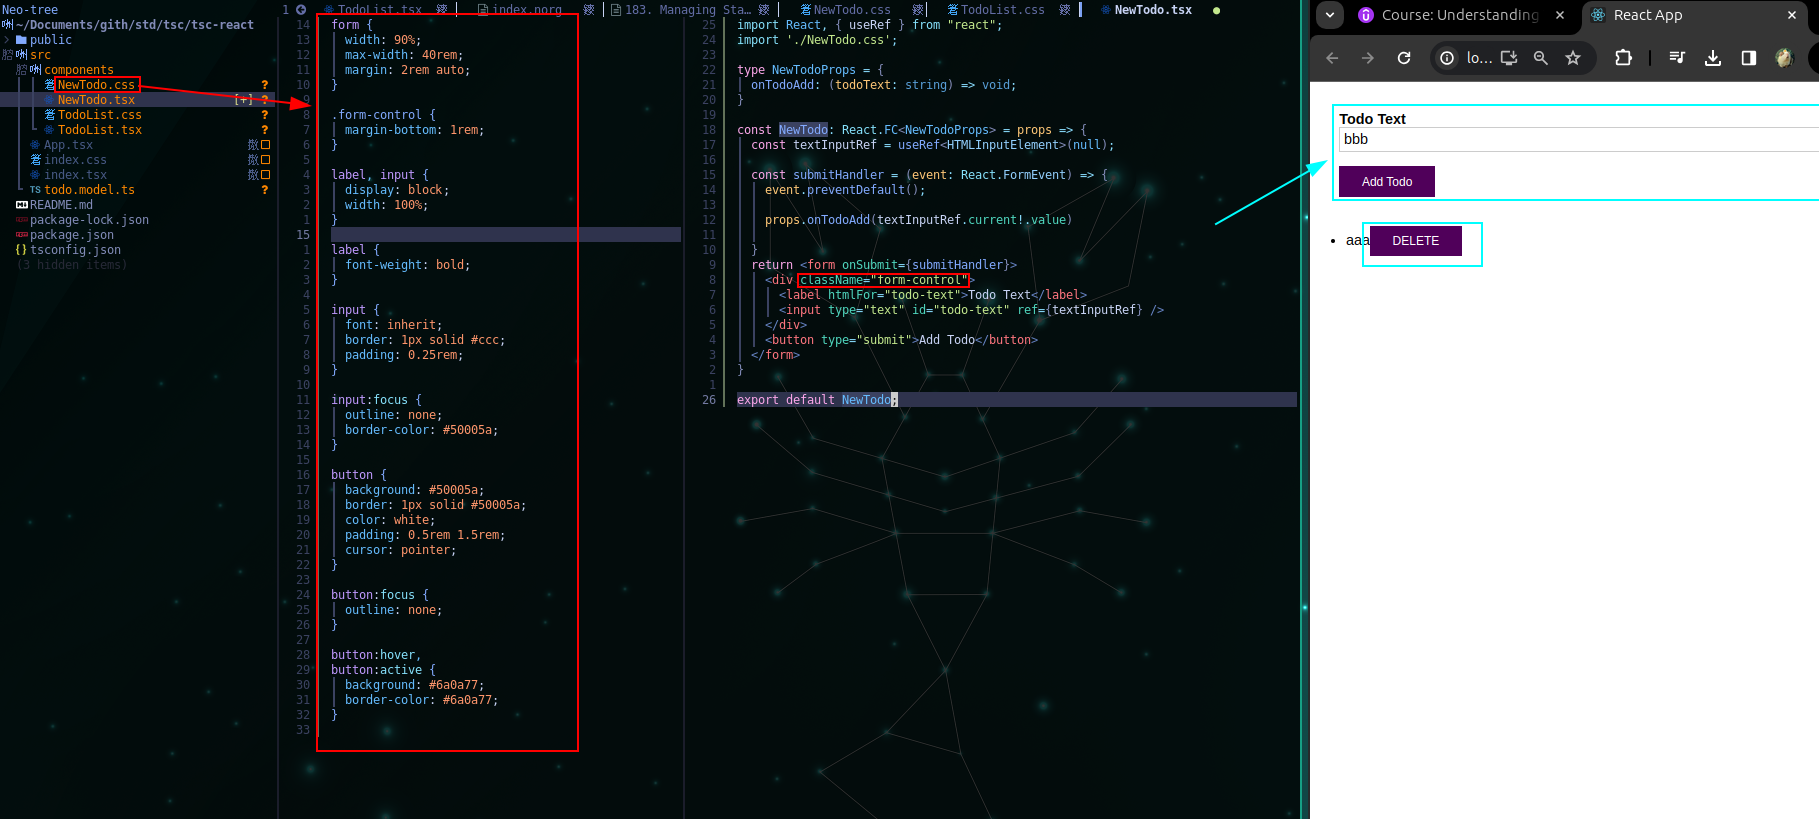 Neo-tree
~/Documents/gith/std/tsc/tsc-react
public
src
components
NewTodo.css ?
NewTodo.tsx [+] ?
TodoList.css ?
TodoList.tsx ?
App.tsx
index.css
index.tsx
TS todo.model.ts ?
README.md
package-lock.json
package.json
{} tsconfig.json
(3 hidden items)
1 TodoList.tsx index.norg 183. Managing Sta… NewTodo.css TodoList.css NewTodo.tsx
14 form {
13 width: 90%;
12 max-width: 40rem;
11 margin: 2rem auto;
10 }
9
8 .form-control {
7 margin-bottom: 1rem;
6 }
5
4 label, input {
3 display: block;
2 width: 100%;
1 }
15
1 label {
2 font-weight: bold;
3 }
4
5 input {
6 font: inherit;
7 border: 1px solid #ccc;
8 padding: 0.25rem;
9 }
10
11 input:focus {
12 outline: none;
13 border-color: #50005a;
14 }
15
16 button {
17 background: #50005a;
18 border: 1px solid #50005a;
19 color: white;
20 padding: 0.5rem 1.5rem;
21 cursor: pointer;
22 }
23
24 button:focus {
25 outline: none;
26 }
27
28 button:hover,
29 button:active {
30 background: #6a0a77;
31 border-color: #6a0a77;
32 }
33
25 import React, { useRef } from "react";
24 import './NewTodo.css';
23
22 type NewTodoProps = {
21 onTodoAdd: (todoText: string) => void;
20 }
19
18 const NewTodo: React.FC<NewTodoProps> = props => {
17 const textInputRef = useRef<HTMLInputElement>(null);
16
15 const submitHandler = (event: React.FormEvent) => {
14 event.preventDefault();
13
12 props.onTodoAdd(textInputRef.current!.value)
11
10 }
9 return <form onSubmit={submitHandler}>
8 <div className="form-control">
7 <label htmlFor="todo-text">Todo Text</label>
6 <input type="text" id="todo-text" ref={textInputRef} />
5 </div>
4 <button type="submit">Add Todo</button>
3 </form>
2 }
1
26 export default NewTodo;
Course: Understanding
React App
lo...
Todo Text
bbb
Add Todo
aaa DELETE